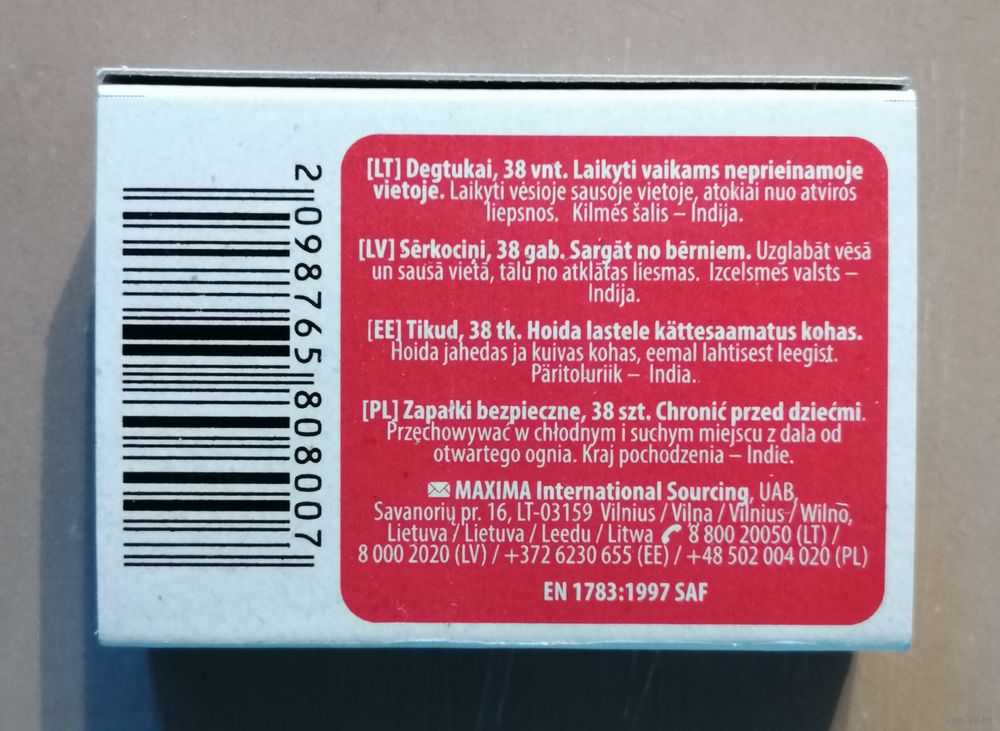 2 098765 808007
[LT] Degtukai, 38 vnt. Laikyti vaikams neprieinamoje
vietoje. Laikyti vėsioje sausoje vietoje, atokiai nuo atviros
liepsnos. Kilmės šalis – Indija.
[LV] Sērkociņi, 38 gab. Sargāt no bērniem. Uzglabāt vēsā
un sausā vietā, tālu no atklātas liesmas. Izcelsmes valsts –
Indija.
[EE] Tikud, 38 tk. Hoida lastele kättesaamatus kohas.
Hoida jahedas ja kuivas kohas, eemal lahtisest leegist.
Päritoluriik – India.
[PL] Zapałki bezpieczne, 38 szt. Chronić przed dziećmi.
Przechowywać w chłodnym i suchym miejscu z dala od
otwartego ognia. Kraj pochodzenia – Indie.
MAXIMA International Sourcing, UAB,
Savanorių pr. 16, LT-03159 Vilnius / Viļņa / Vilnius / Wilno,
Lietuva / Lietuva / Leedu / Litwa 8 800 20050 (LT) /
8 000 2020 (LV) / +372 6230 655 (EE) / +48 502 004 020 (PL)
EN 1783:1997 SAF